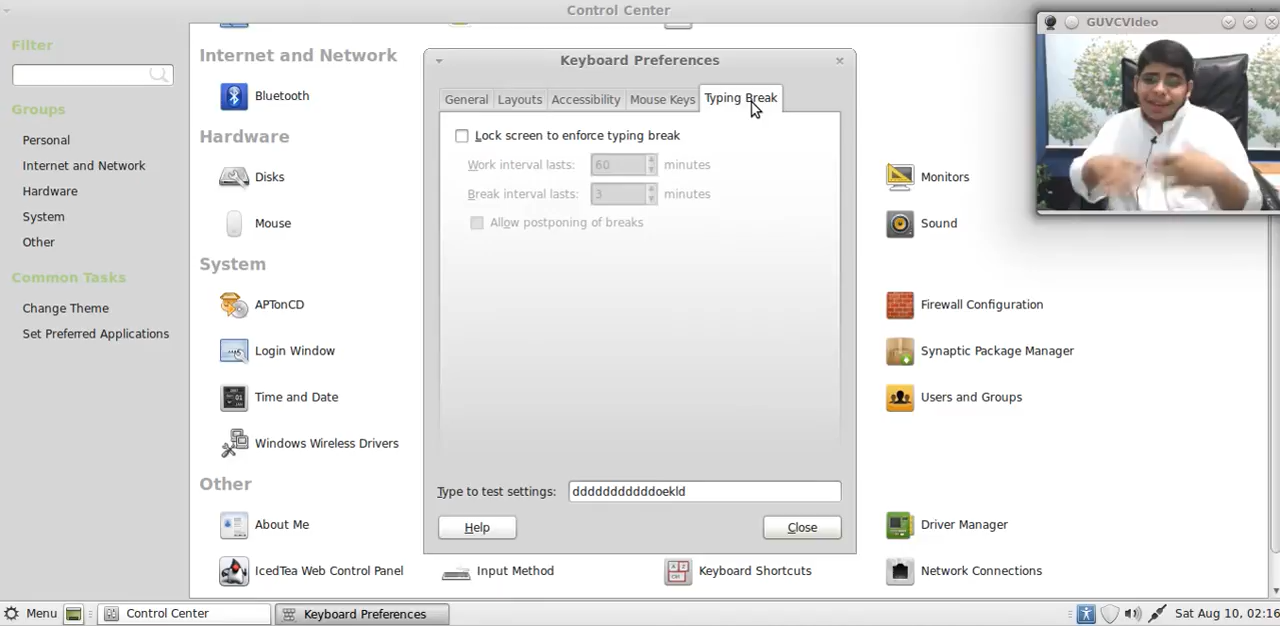 Control Center
GUVCVideo
Filter
Groups
Personal
Internet and Network
Hardware
System
Other
Common Tasks
Change Theme
Set Preferred Applications
Internet and Network
Bluetooth
Hardware
Disks
Mouse
Monitors
Sound
System
APTonCD
Login Window
Time and Date
Windows Wireless Drivers
Firewall Configuration
Synaptic Package Manager
Users and Groups
Other
About Me
IcedTea Web Control Panel
Input Method
Keyboard Shortcuts
Driver Manager
Network Connections
Keyboard Preferences
General Layouts Accessibility Mouse Keys Typing Break
Lock screen to enforce typing break
Work interval lasts: 60 minutes
Break interval lasts: 3 minutes
Allow postponing of breaks
Type to test settings: dddddddddddoekld
Help Close
Menu Control Center Keyboard Preferences Sat Aug 10, 02:16